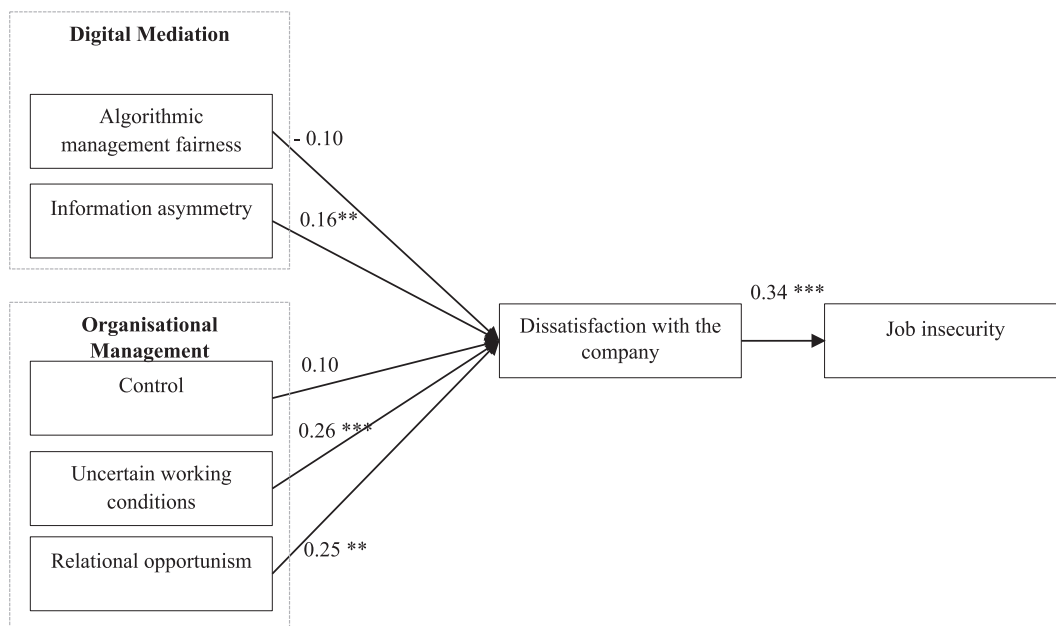 Digital Mediation
Algorithmic
management fairness
- 0.10
Information asymmetry
0.16**
Organisational
Management
Control
0.10
Uncertain working
conditions
0.26 ***
Relational opportunism
0.25 **
Dissatisfaction with the
company
0.34 ***
Job insecurity